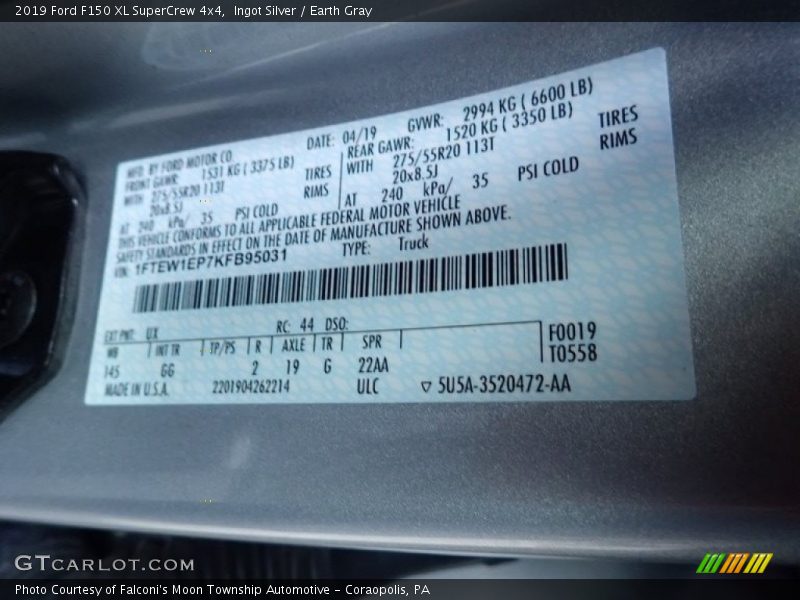 2019 Ford F150 XL SuperCrew 4x4,  Ingot Silver / Earth Gray
MFD. BY FORD MOTOR CO.
DATE: 04/19 GVWR: 2994 KG ( 6600 LB)
FRONT GAWR: 1531 KG ( 3375 LB) REAR GAWR: 1520 KG ( 3350 LB)
WITH 275/55R20 113T TIRES WITH 275/55R20 113T TIRES
20x8.5J RIMS 20x8.5J RIMS
AT 240 kPa/ 35 PSI COLD AT 240 kPa/ 35 PSI COLD
THIS VEHICLE CONFORMS TO ALL APPLICABLE FEDERAL MOTOR VEHICLE
SAFETY STANDARDS IN EFFECT ON THE DATE OF MANUFACTURE SHOWN ABOVE.
VIN: 1FTEW1EP7KFB95031 TYPE: Truck
EXT PNT: UX RC: 44 DSO: F0019
WB INT TR TP/PS R AXLE TR SPR T0558
145 GG 2 19 G 22AA
MADE IN U.S.A. 2201904262214 ULC ▽ 5U5A-3520472-AA
GTCARLOT.COM
Photo Courtesy of Falconi's Moon Township Automotive - Coraopolis, PA